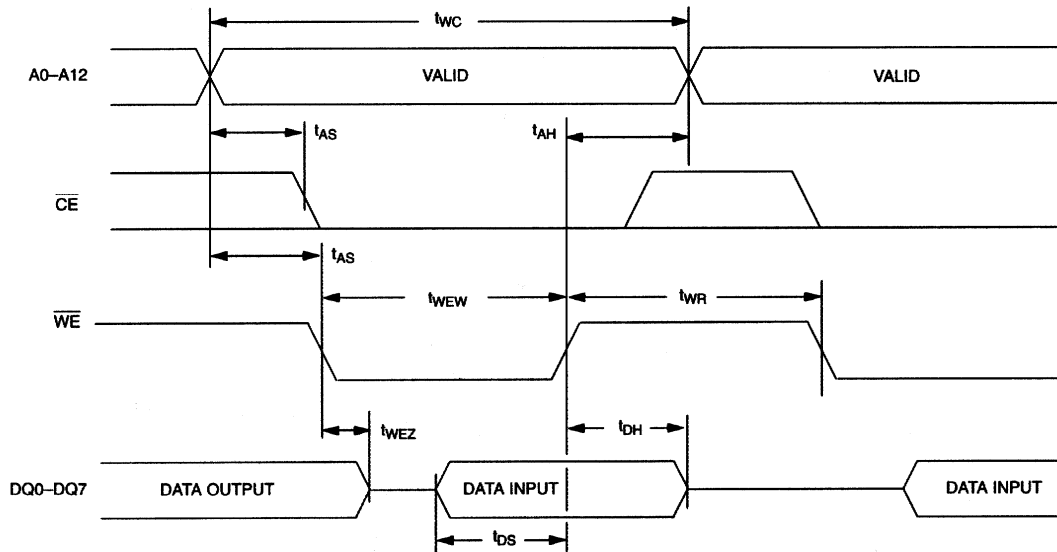 tWC
A0–A12
VALID
VALID
tAS
tAH
CE
tAS
tWEW
tWR
WE
tWEZ
tDH
DQ0–DQ7
DATA OUTPUT
DATA INPUT
DATA INPUT
tDS